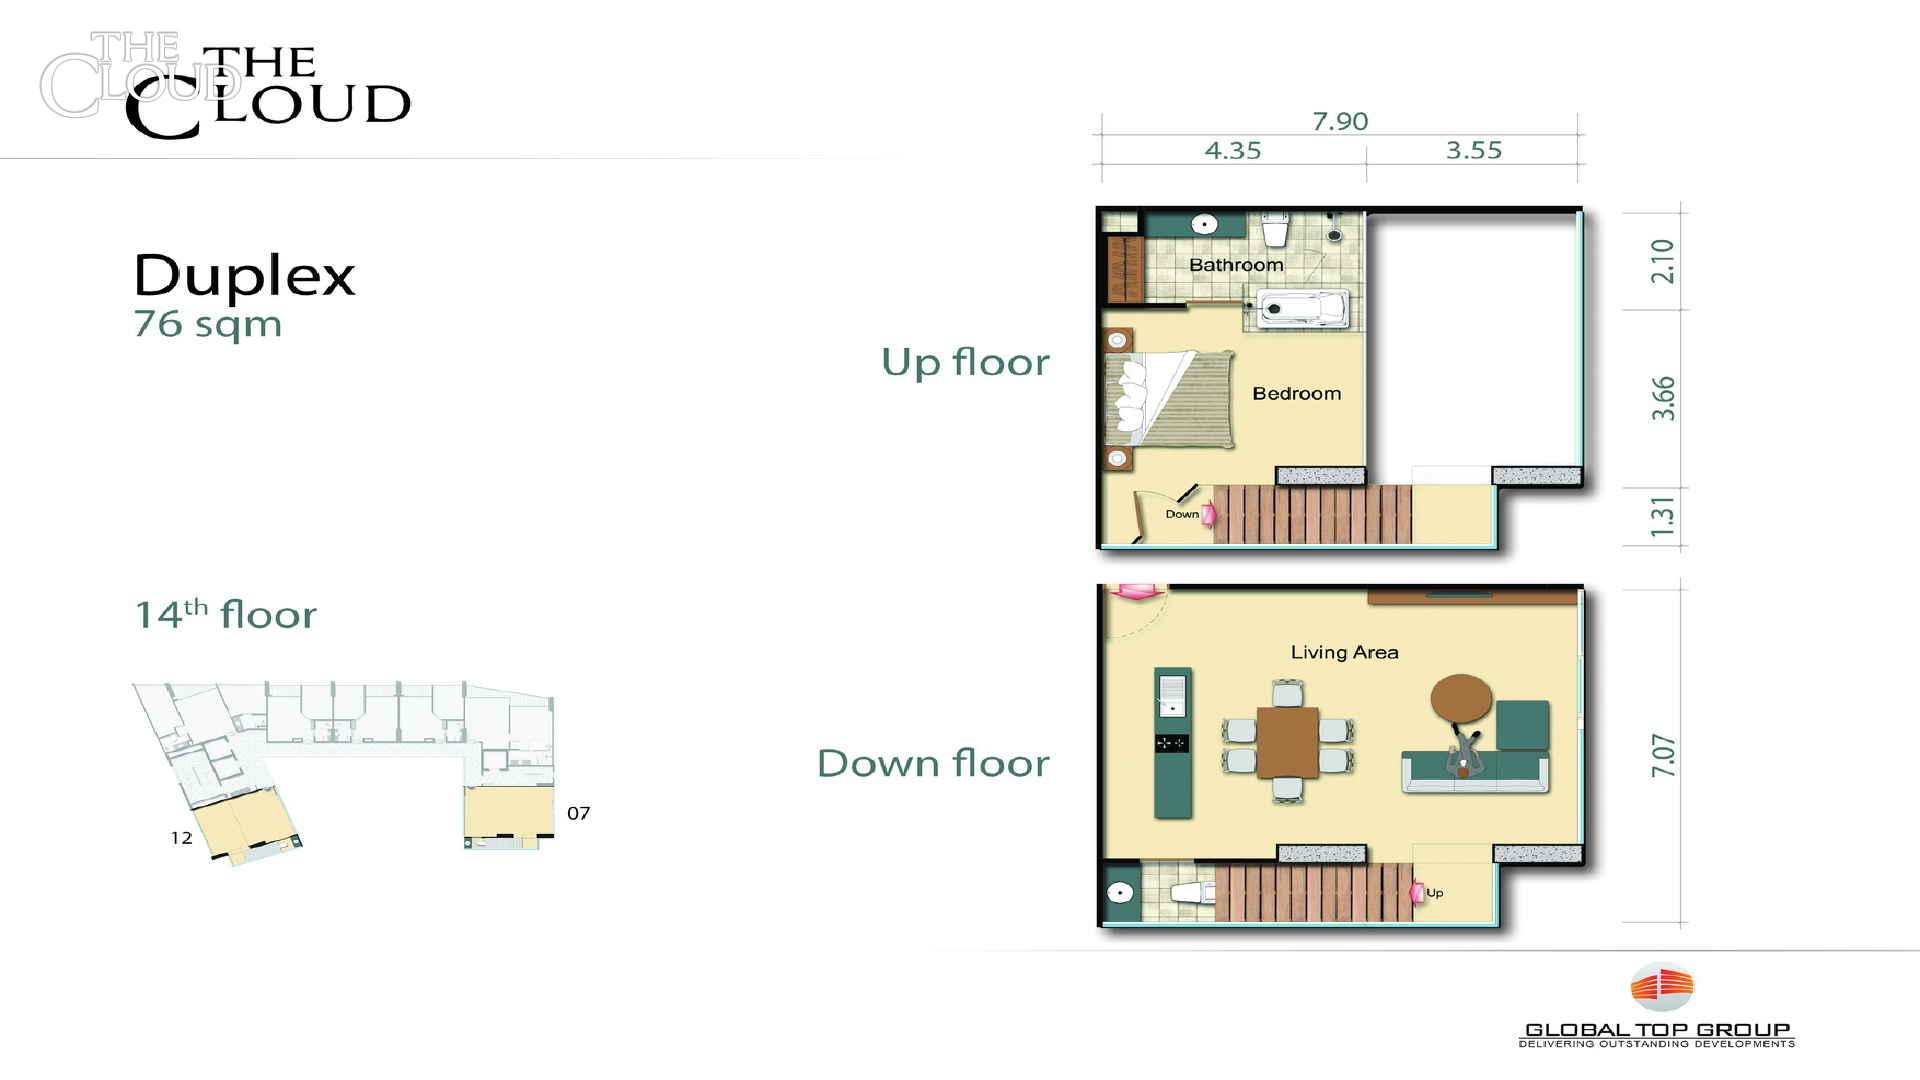 THE
CLOUD
THE
CLOUD
Duplex
76 sqm
14th floor
12
07
Up floor
7.90
4.35
3.55
Bathroom
Bedroom
Down
2.10
3.66
1.31
Down floor
Living Area
Up
7.07
GLOBAL TOP GROUP
DELIVERING OUTSTANDING DEVELOPMENTS